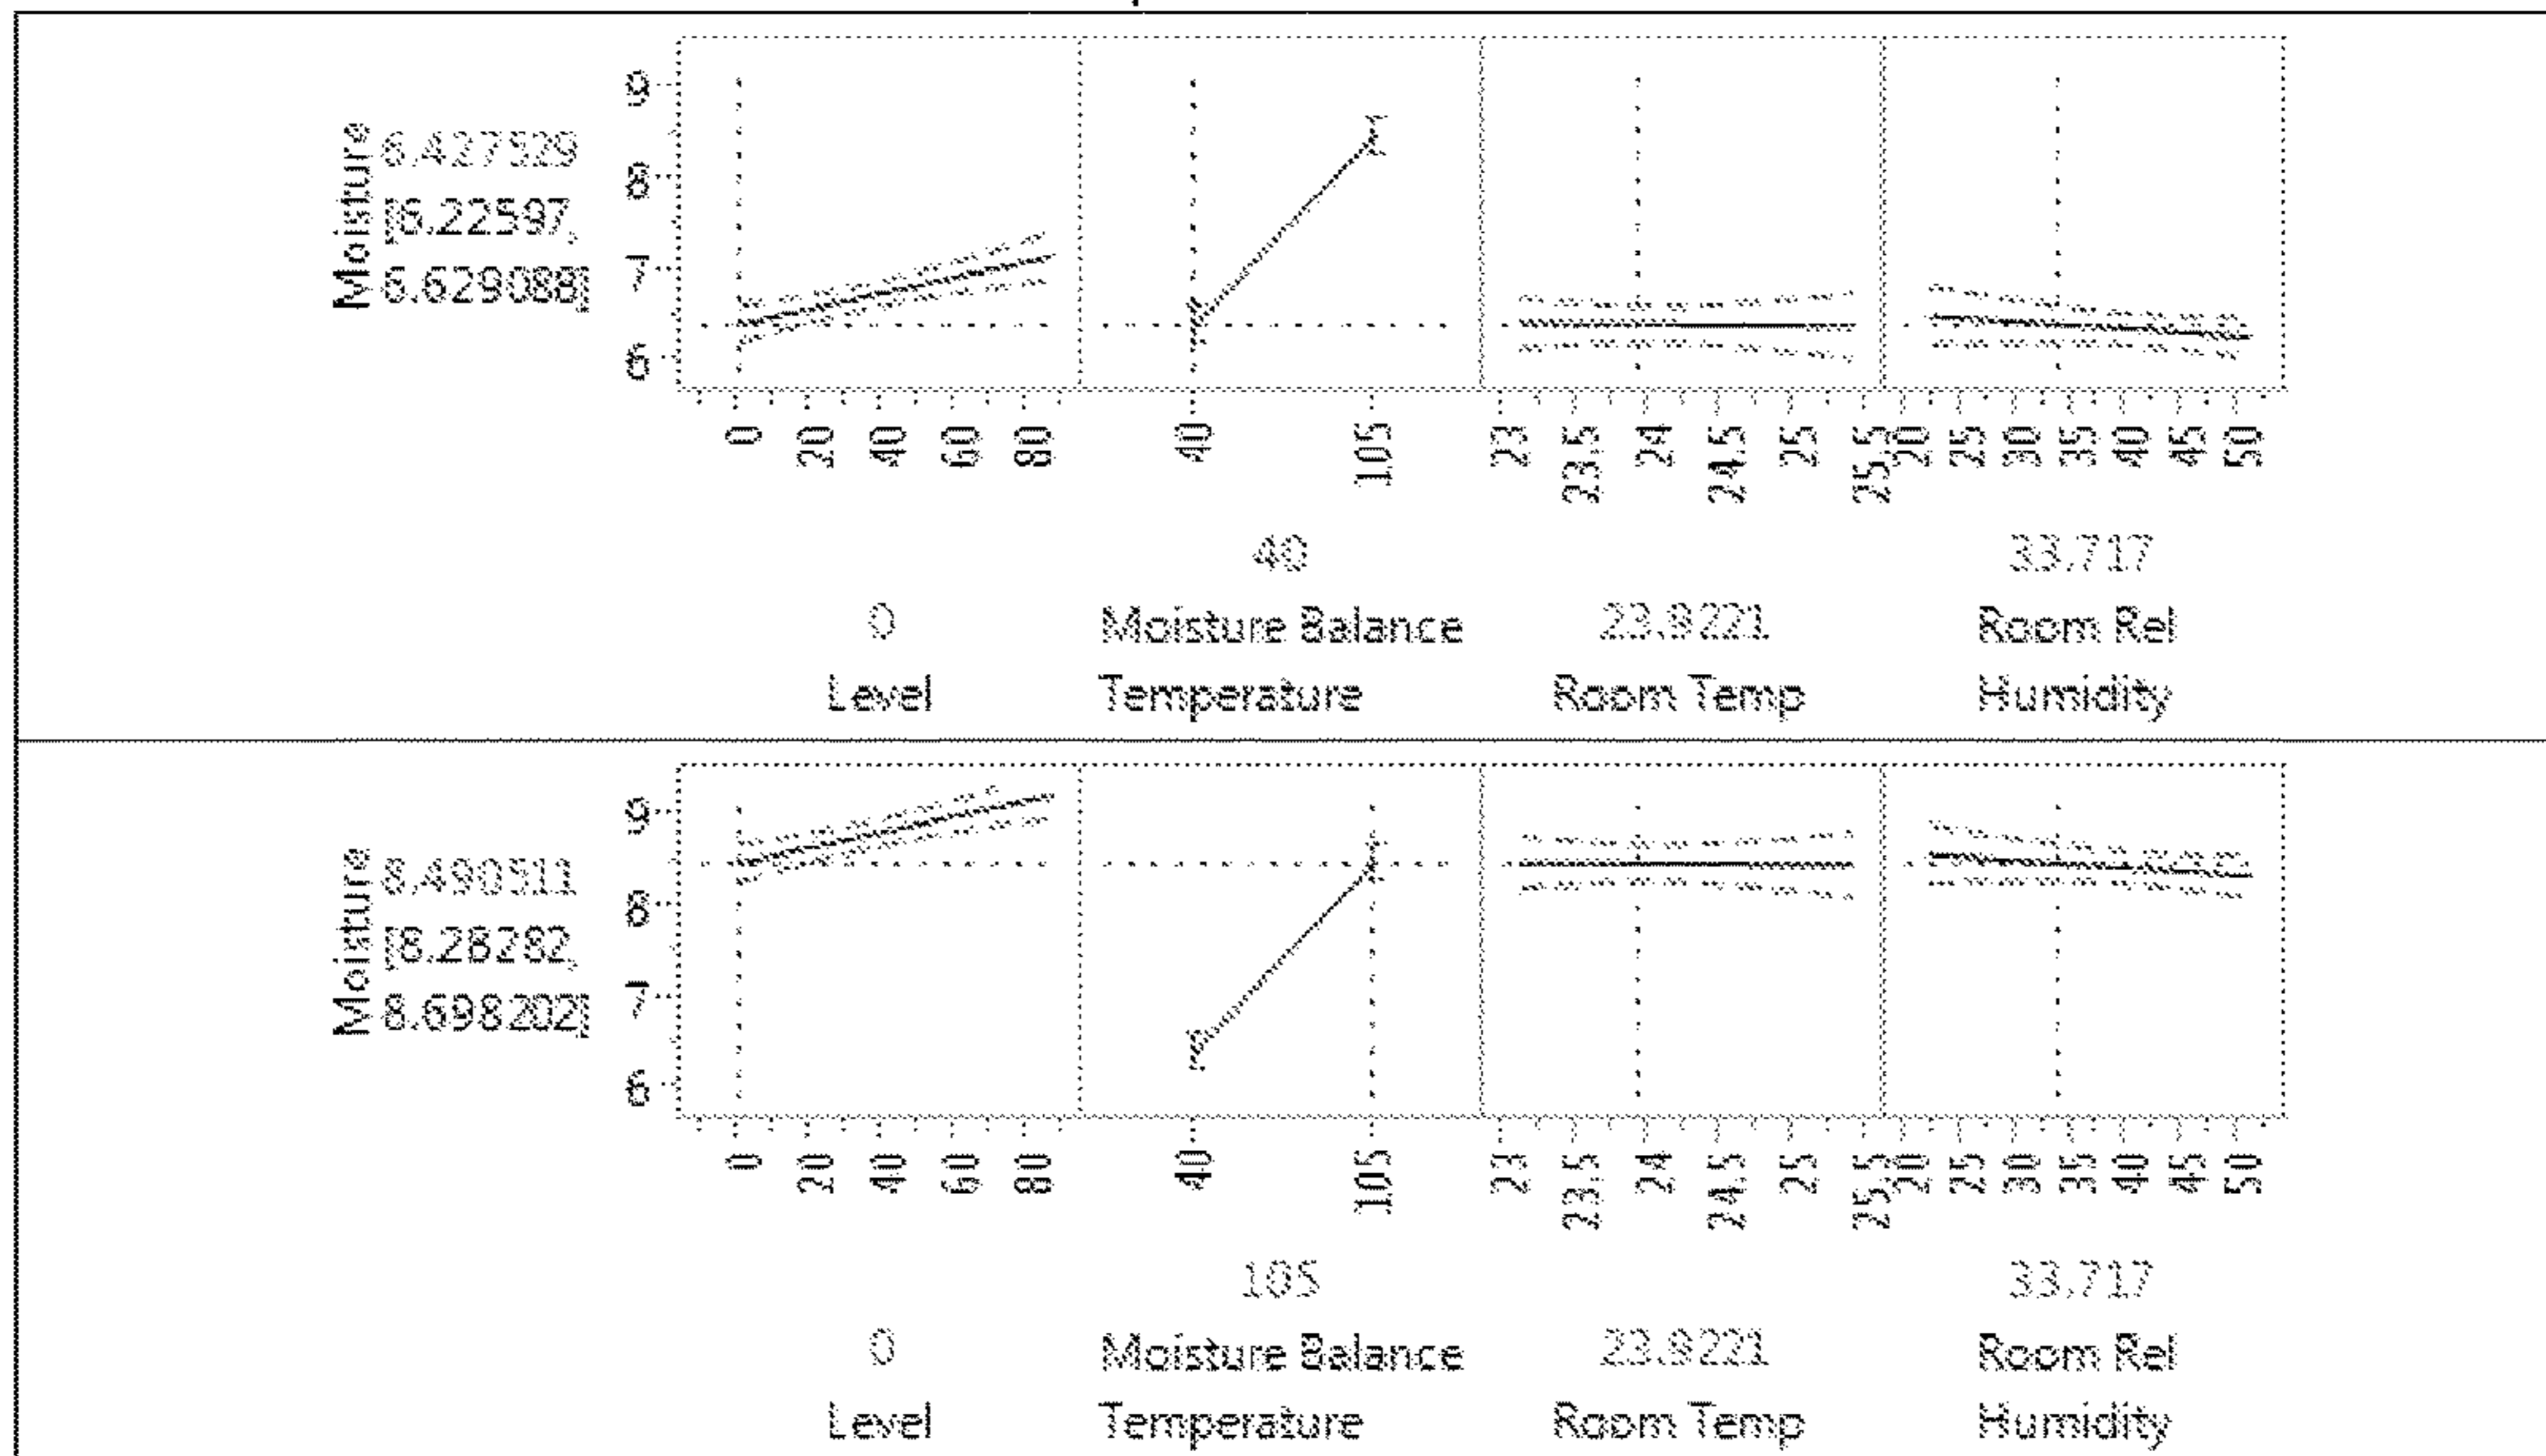 Moisture
6.427529
[6.22597,
6.629088]
9
8
7
6
0 20 40 60 80 40 105 23 23.5 24 24.5 25 25.5 20 25 30 35 40 45 50
40 33.717
0 Moisture Balance 23.9221 Room Rel
Level Temperature Room Temp Humidity
Moisture
8.490511
[8.28282,
8.698202]
9
8
7
6
0 20 40 60 80 40 105 23 23.5 24 24.5 25 25.5 20 25 30 35 40 45 50
105 33.717
0 Moisture Balance 23.9221 Room Rel
Level Temperature Room Temp Humidity